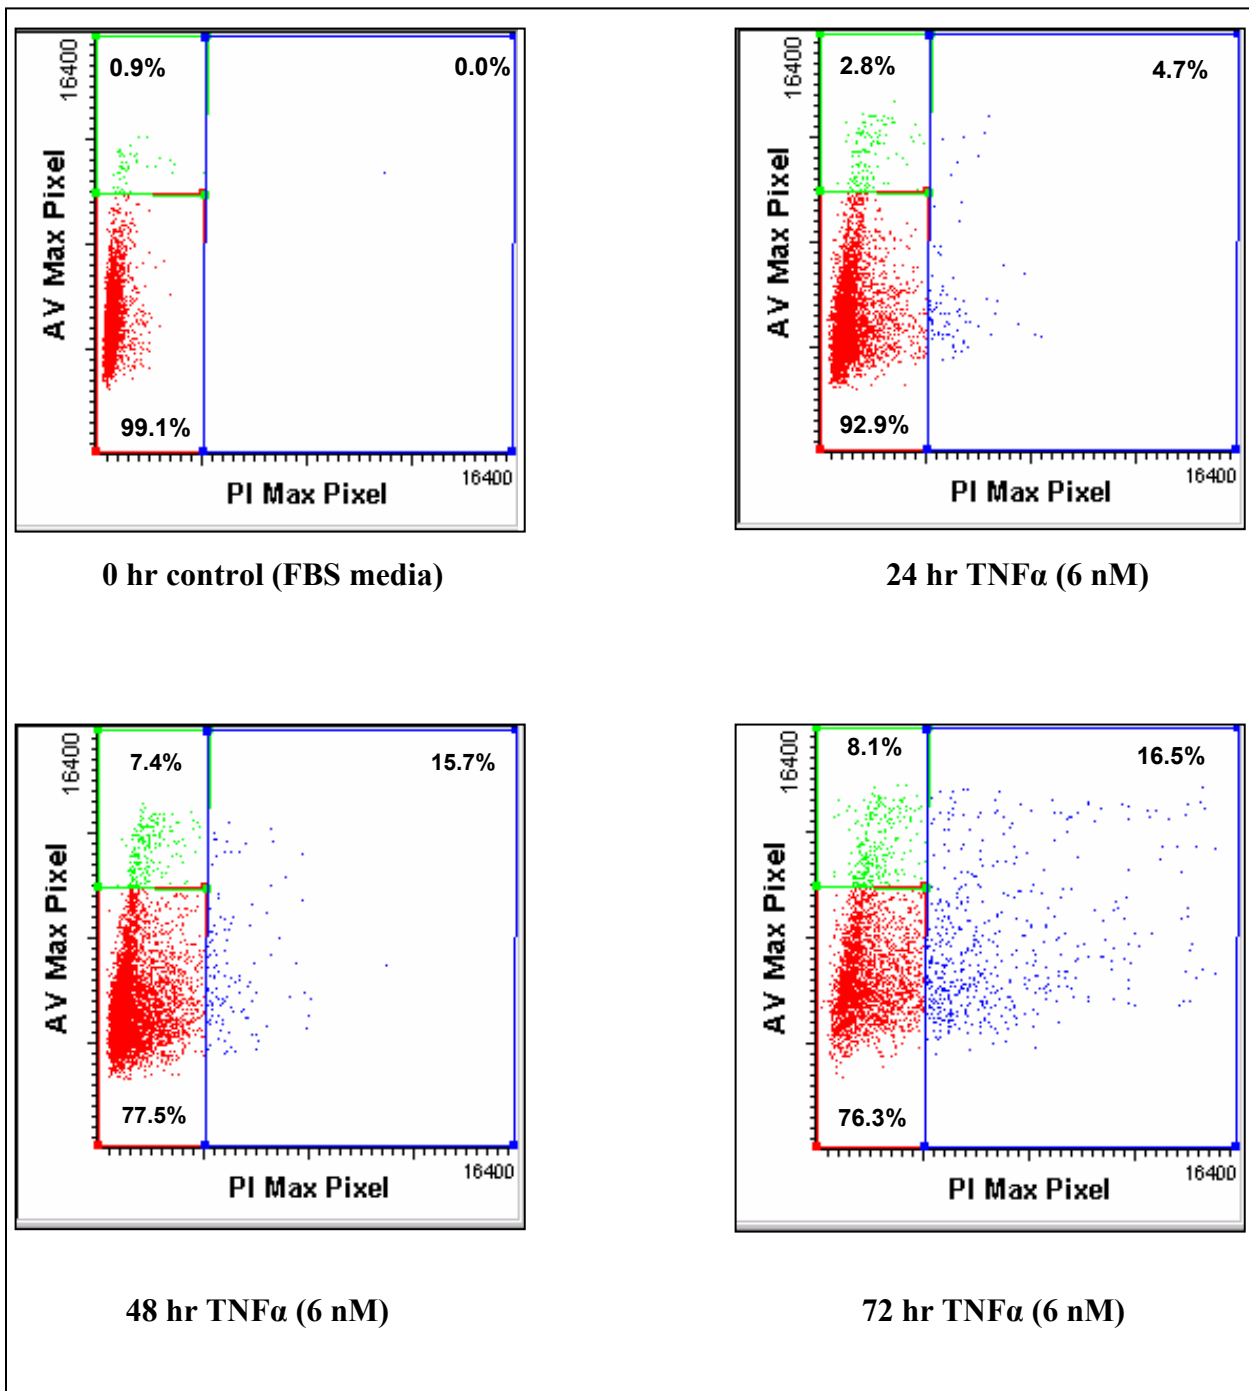 0.9%
0.0%
16400
AV Max Pixel
99.1%
16400
PI Max Pixel
0 hr control (FBS media)
2.8%
4.7%
16400
AV Max Pixel
92.9%
16400
PI Max Pixel
24 hr TNFα (6 nM)
7.4%
15.7%
16400
AV Max Pixel
77.5%
16400
PI Max Pixel
48 hr TNFα (6 nM)
8.1%
16.5%
16400
AV Max Pixel
76.3%
16400
PI Max Pixel
72 hr TNFα (6 nM)